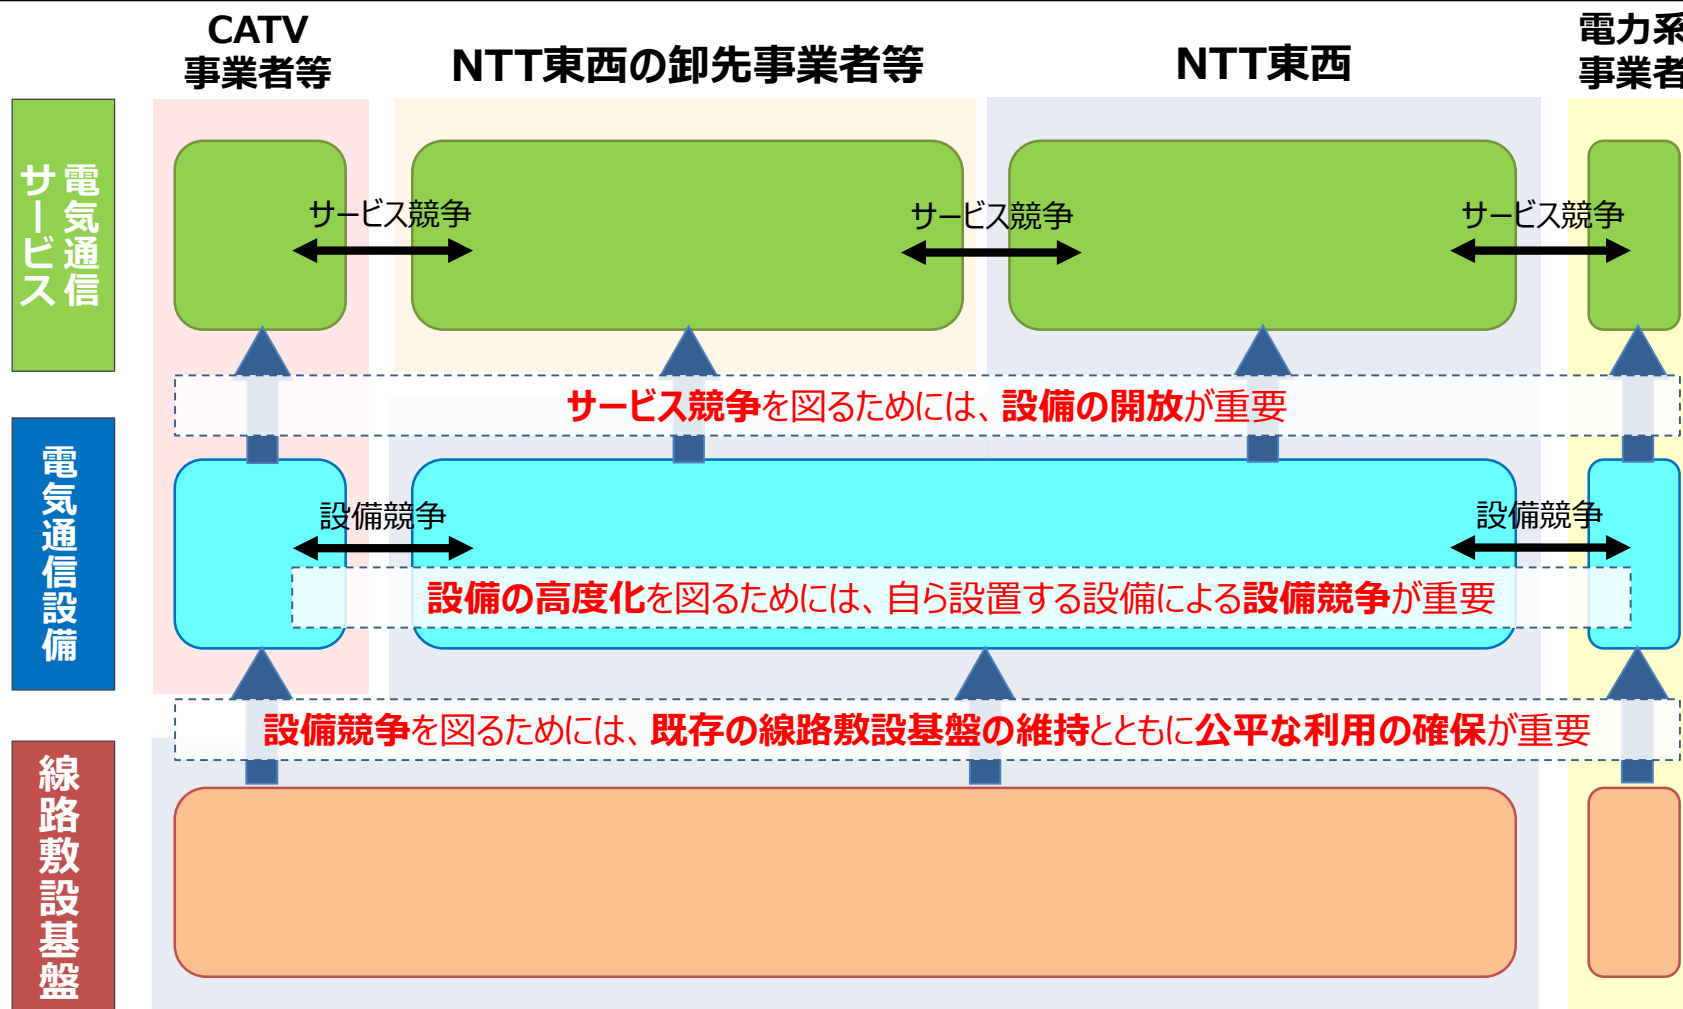 CATV
事業者等
NTT東西の卸先事業者等
NTT東西
電力系
事業者
電気通信
サービス
サービス競争
サービス競争
サービス競争
サービス競争を図るためには、設備の開放が重要
電気通信設備
設備競争
設備競争
設備の高度化を図るためには、自ら設置する設備による設備競争が重要
設備競争を図るためには、既存の線路敷設基盤の維持とともに公平な利用の確保が重要
線路敷設基盤